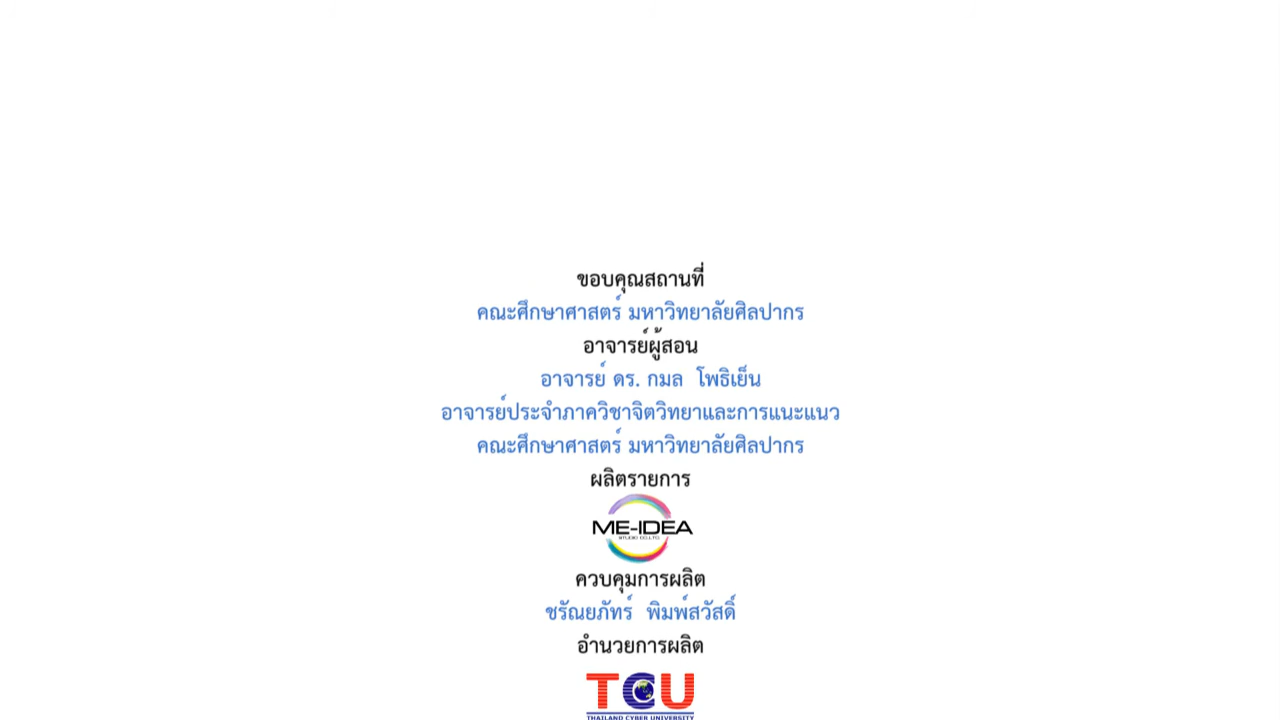 ขอบคุณสถานที่
คณะศึกษาศาสตร์ มหาวิทยาลัยศิลปากร
อาจารย์ผู้สอน
อาจารย์ ดร. กมล โพธิเย็น
อาจารย์ประจำภาควิชาจิตวิทยาและการแนะแนว
คณะศึกษาศาสตร์ มหาวิทยาลัยศิลปากร
ผลิตรายการ
ME-IDEA
STUDIO CO.,LTD.
ควบคุมการผลิต
ชรัณยภัทร์ พิมพ์สวัสดิ์
อำนวยการผลิต
TCU
THAILAND CYBER UNIVERSITY